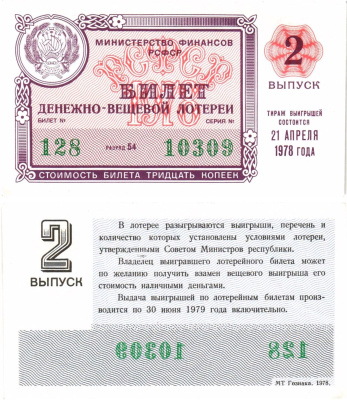 МИНИСТЕРСТВО ФИНАНСОВ
РСФСР
1978
БИЛЕТ
ДЕНЕЖНО-ВЕЩЕВОЙ ЛОТЕРЕИ
БИЛЕТ № СЕРИЯ №
128 РАЗРЯД 54 10309
СТОИМОСТЬ БИЛЕТА ТРИДЦАТЬ КОПЕЕК
2
ВЫПУСК
ТИРАЖ ВЫИГРЫШЕЙ
СОСТОИТСЯ
21 АПРЕЛЯ
1978 ГОДА
2
ВЫПУСК
В лотерее разыгрываются выигрыши, перечень и
количество которых установлены условиями лотереи,
утвержденными Советом Министров республики.
Владелец выигравшего лотерейного билета может
по желанию получить взамен вещевого выигрыша его
стоимость наличными деньгами.
Выдача выигрышей по лотерейным билетам произ-
водится по 30 июня 1979 года включительно.
10309 128
МТ Гознака. 1978.